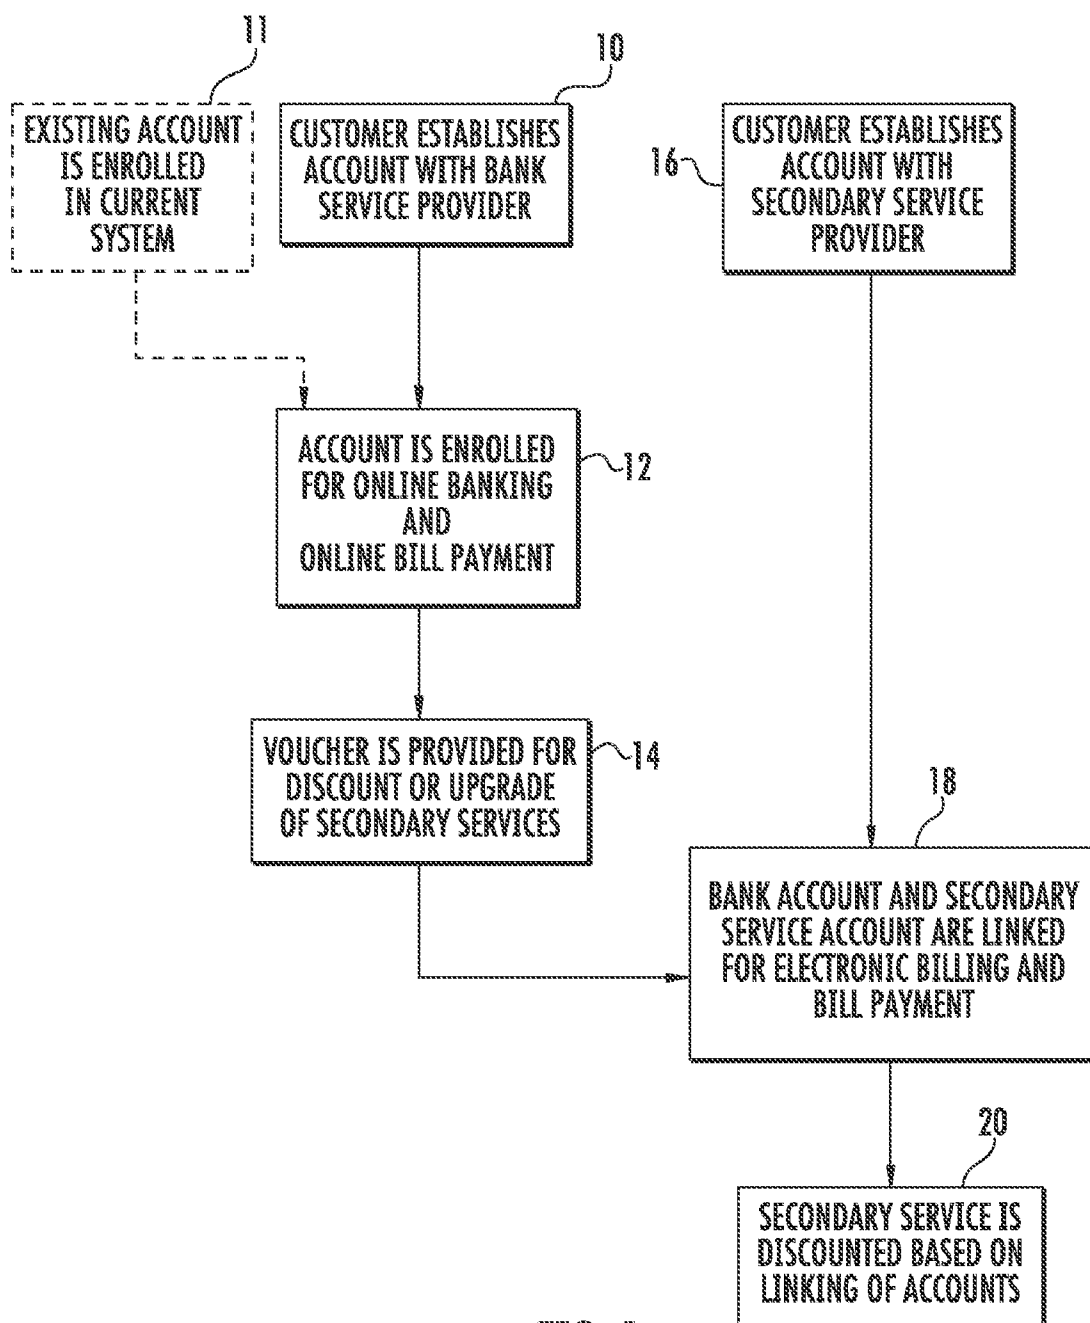 11
10
EXISTING ACCOUNT
IS ENROLLED
IN CURRENT
SYSTEM
CUSTOMER ESTABLISHES
ACCOUNT WITH BANK
SERVICE PROVIDER
16
CUSTOMER ESTABLISHES
ACCOUNT WITH
SECONDARY SERVICE
PROVIDER
ACCOUNT IS ENROLLED
FOR ONLINE BANKING
AND
ONLINE BILL PAYMENT
12
VOUCHER IS PROVIDED FOR
DISCOUNT OR UPGRADE
OF SECONDARY SERVICES
14
18
BANK ACCOUNT AND SECONDARY
SERVICE ACCOUNT ARE LINKED
FOR ELECTRONIC BILLING AND
BILL PAYMENT
20
SECONDARY SERVICE IS
DISCOUNTED BASED ON
LINKING OF ACCOUNTS